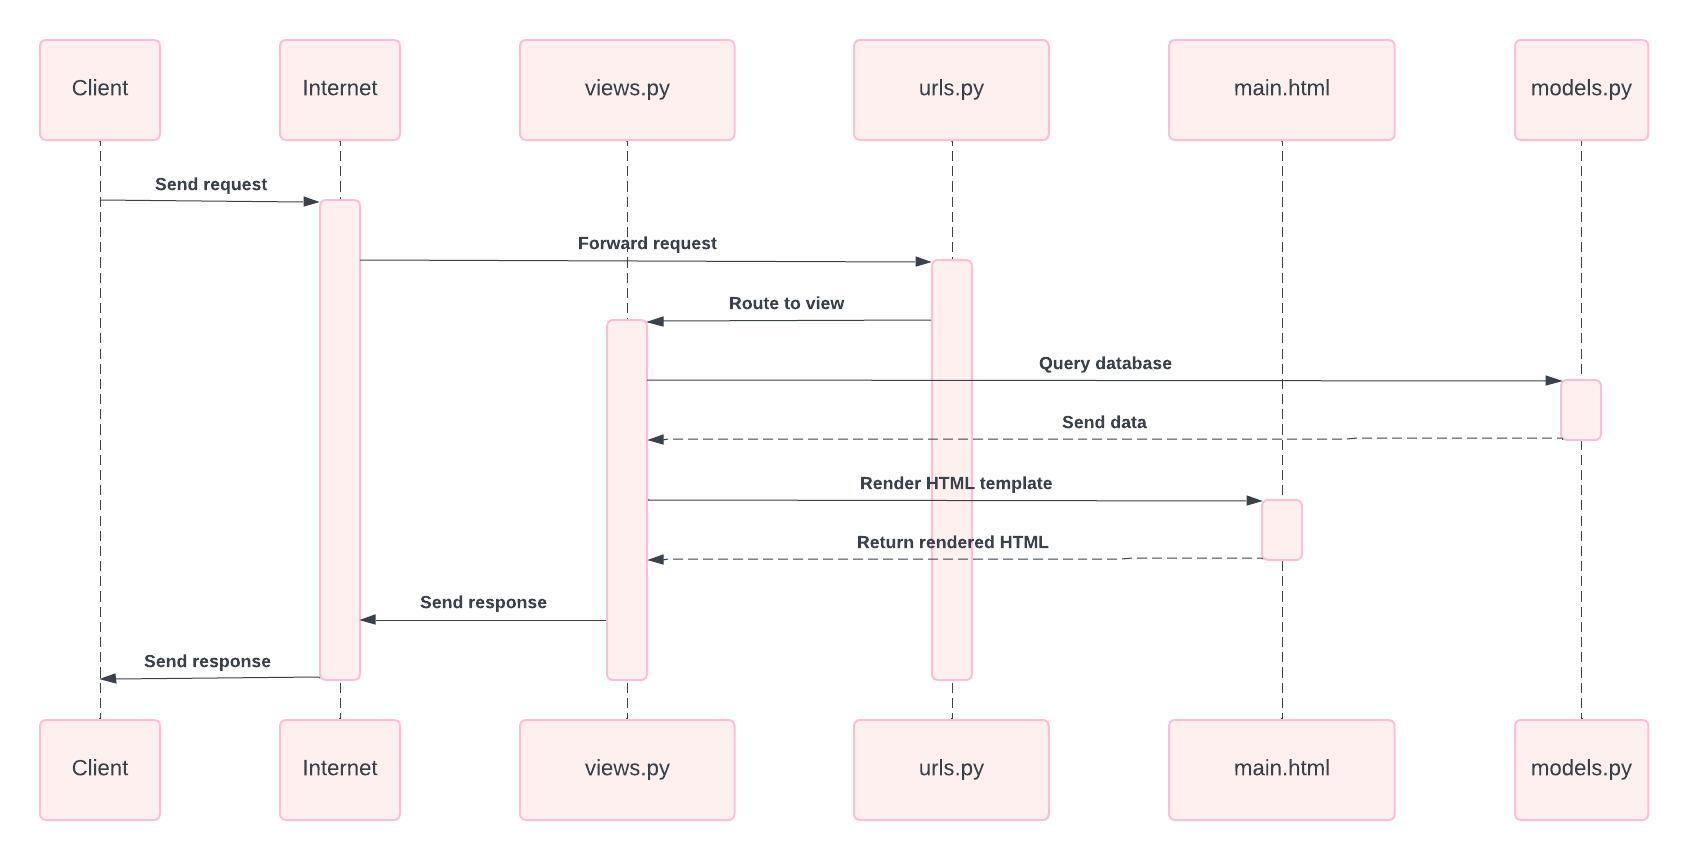 Client
Internet
views.py
urls.py
main.html
models.py
Send request
Forward request
Route to view
Query database
Send data
Render HTML template
Return rendered HTML
Send response
Send response
Client
Internet
views.py
urls.py
main.html
models.py